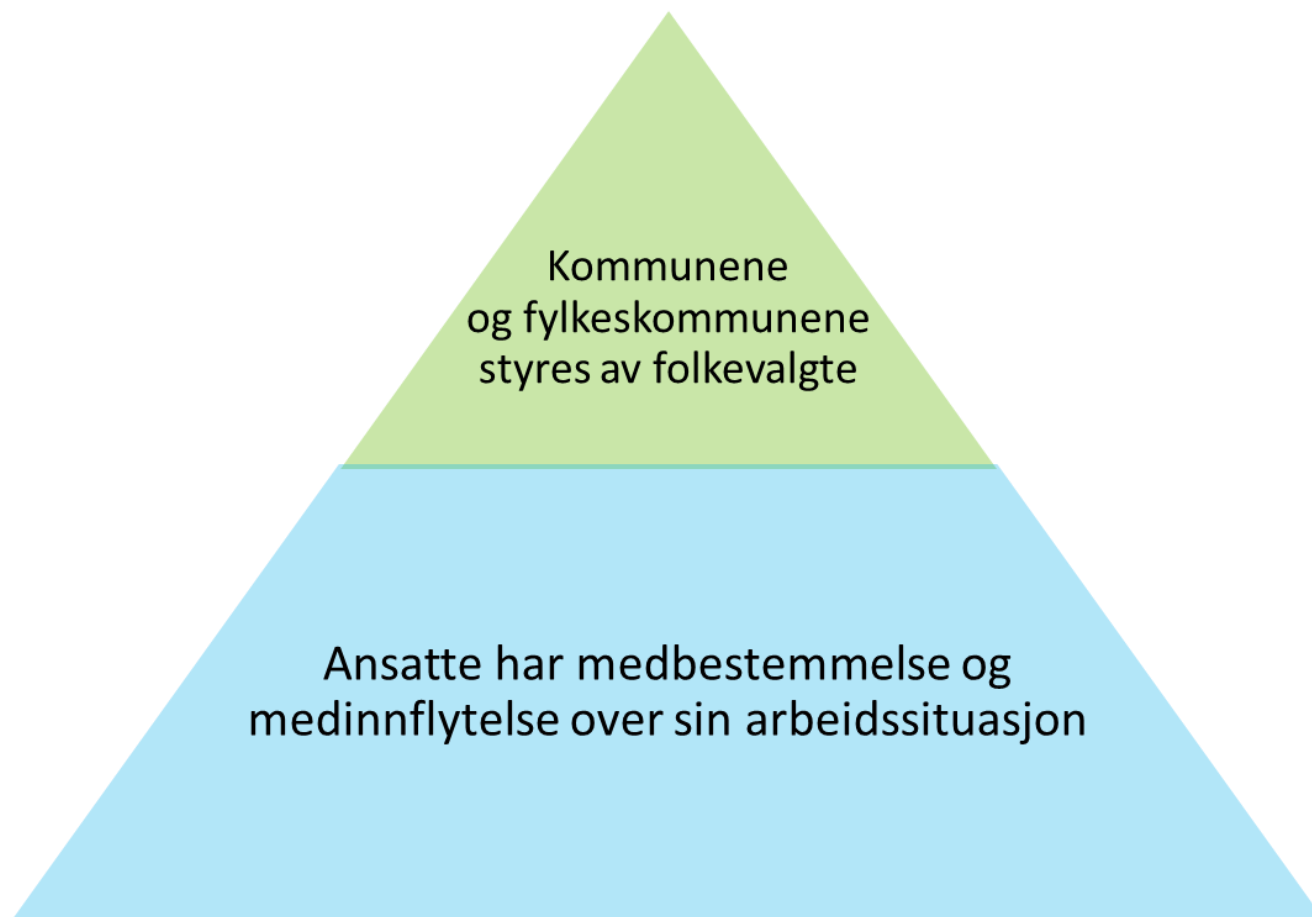 Kommunene
og fylkeskommunene
styres av folkevalgte
Ansatte har medbestemmelse og
medinnflytelse over sin arbeidssituasjon